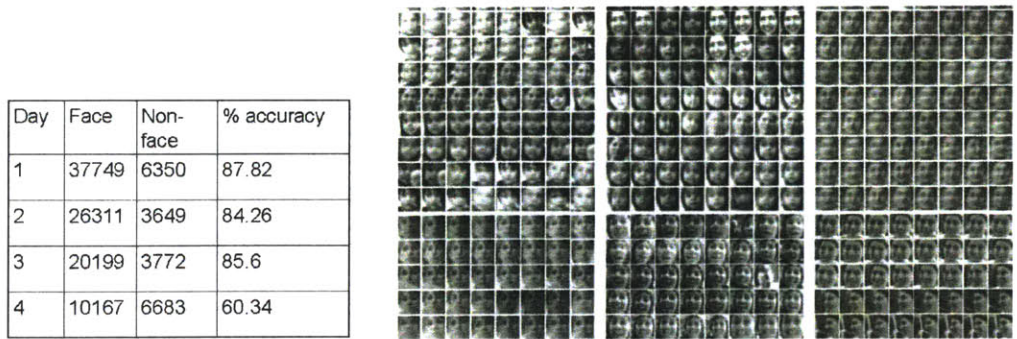 Day Face Non-face % accuracy
1 37749 6350 87.82
2 26311 3649 84.26
3 20199 3772 85.6
4 10167 6683 60.34